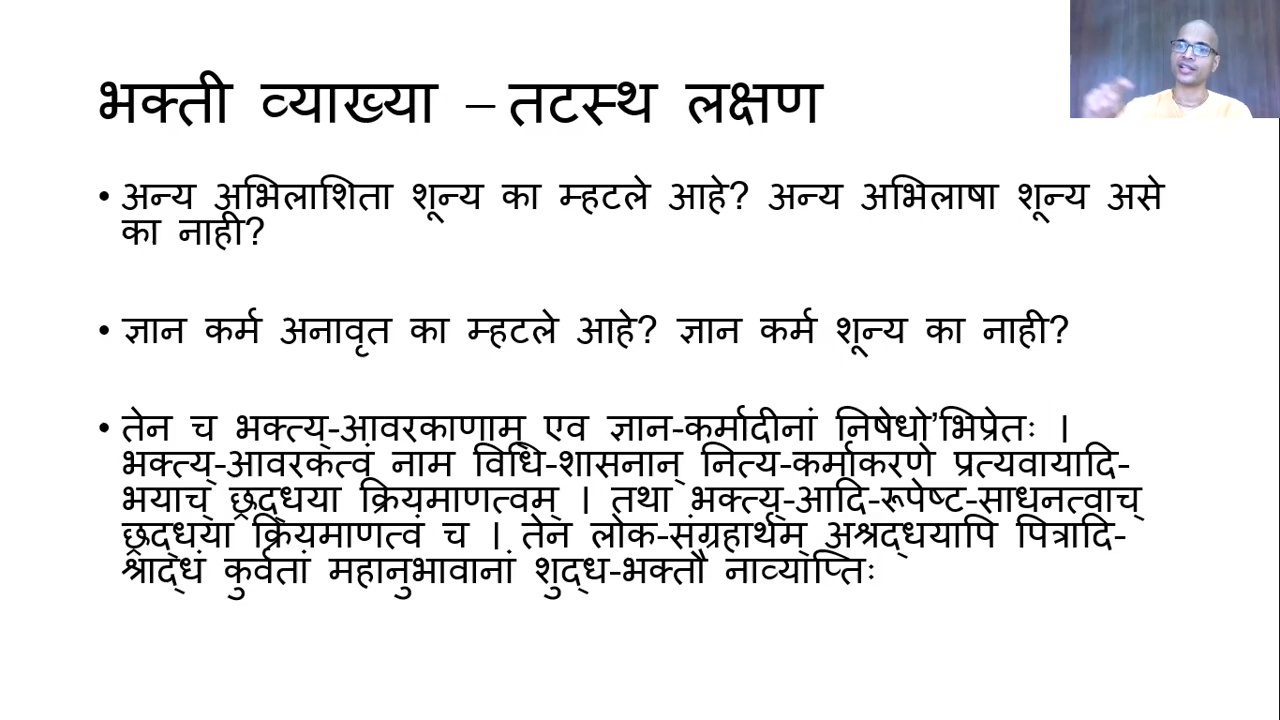 भक्ती व्याख्या – तटस्थ लक्षण
• अन्य अभिलाशिता शून्य का म्हटले आहे? अन्य अभिलाषा शून्य असे
का नाही?
• ज्ञान कर्म अनावृत का म्हटले आहे? ज्ञान कर्म शून्य का नाही?
• तेन च भक्त्य्-आवरकाणाम् एव ज्ञान-कर्मादीनां निषेधो’भिप्रेतः ।
भक्त्य्-आवरकत्वं नाम विधि-शासनान् नित्य-कर्माकरणे प्रत्यवायादि-
भयाच् छ्रद्धया क्रियमाणत्वम् । तथा भक्त्य्-आदि-रूपेष्ट-साधनत्वाच्
छ्रद्धया क्रियमाणत्वं च । तेन लोक-संग्रहार्थम् अश्रद्धयापि पित्रादि-
श्राद्धं कुर्वतां महानुभावानां शुद्ध-भक्तौ नाव्याप्तिः